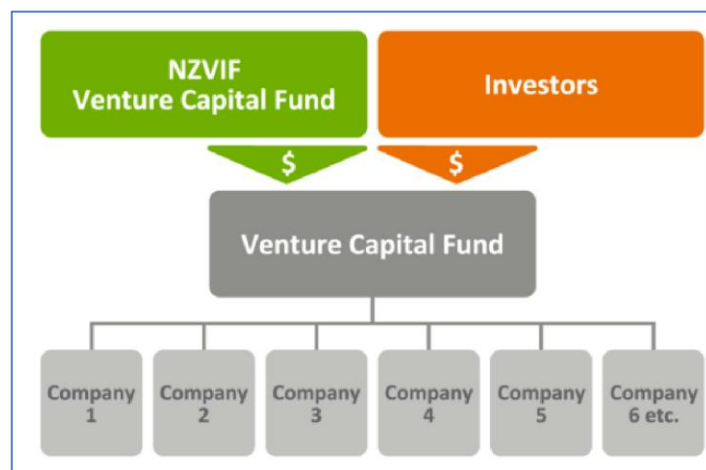 NZVIF
Venture Capital Fund
Investors
$
$
Venture Capital Fund
Company
1
Company
2
Company
3
Company
4
Company
5
Company
6 etc.